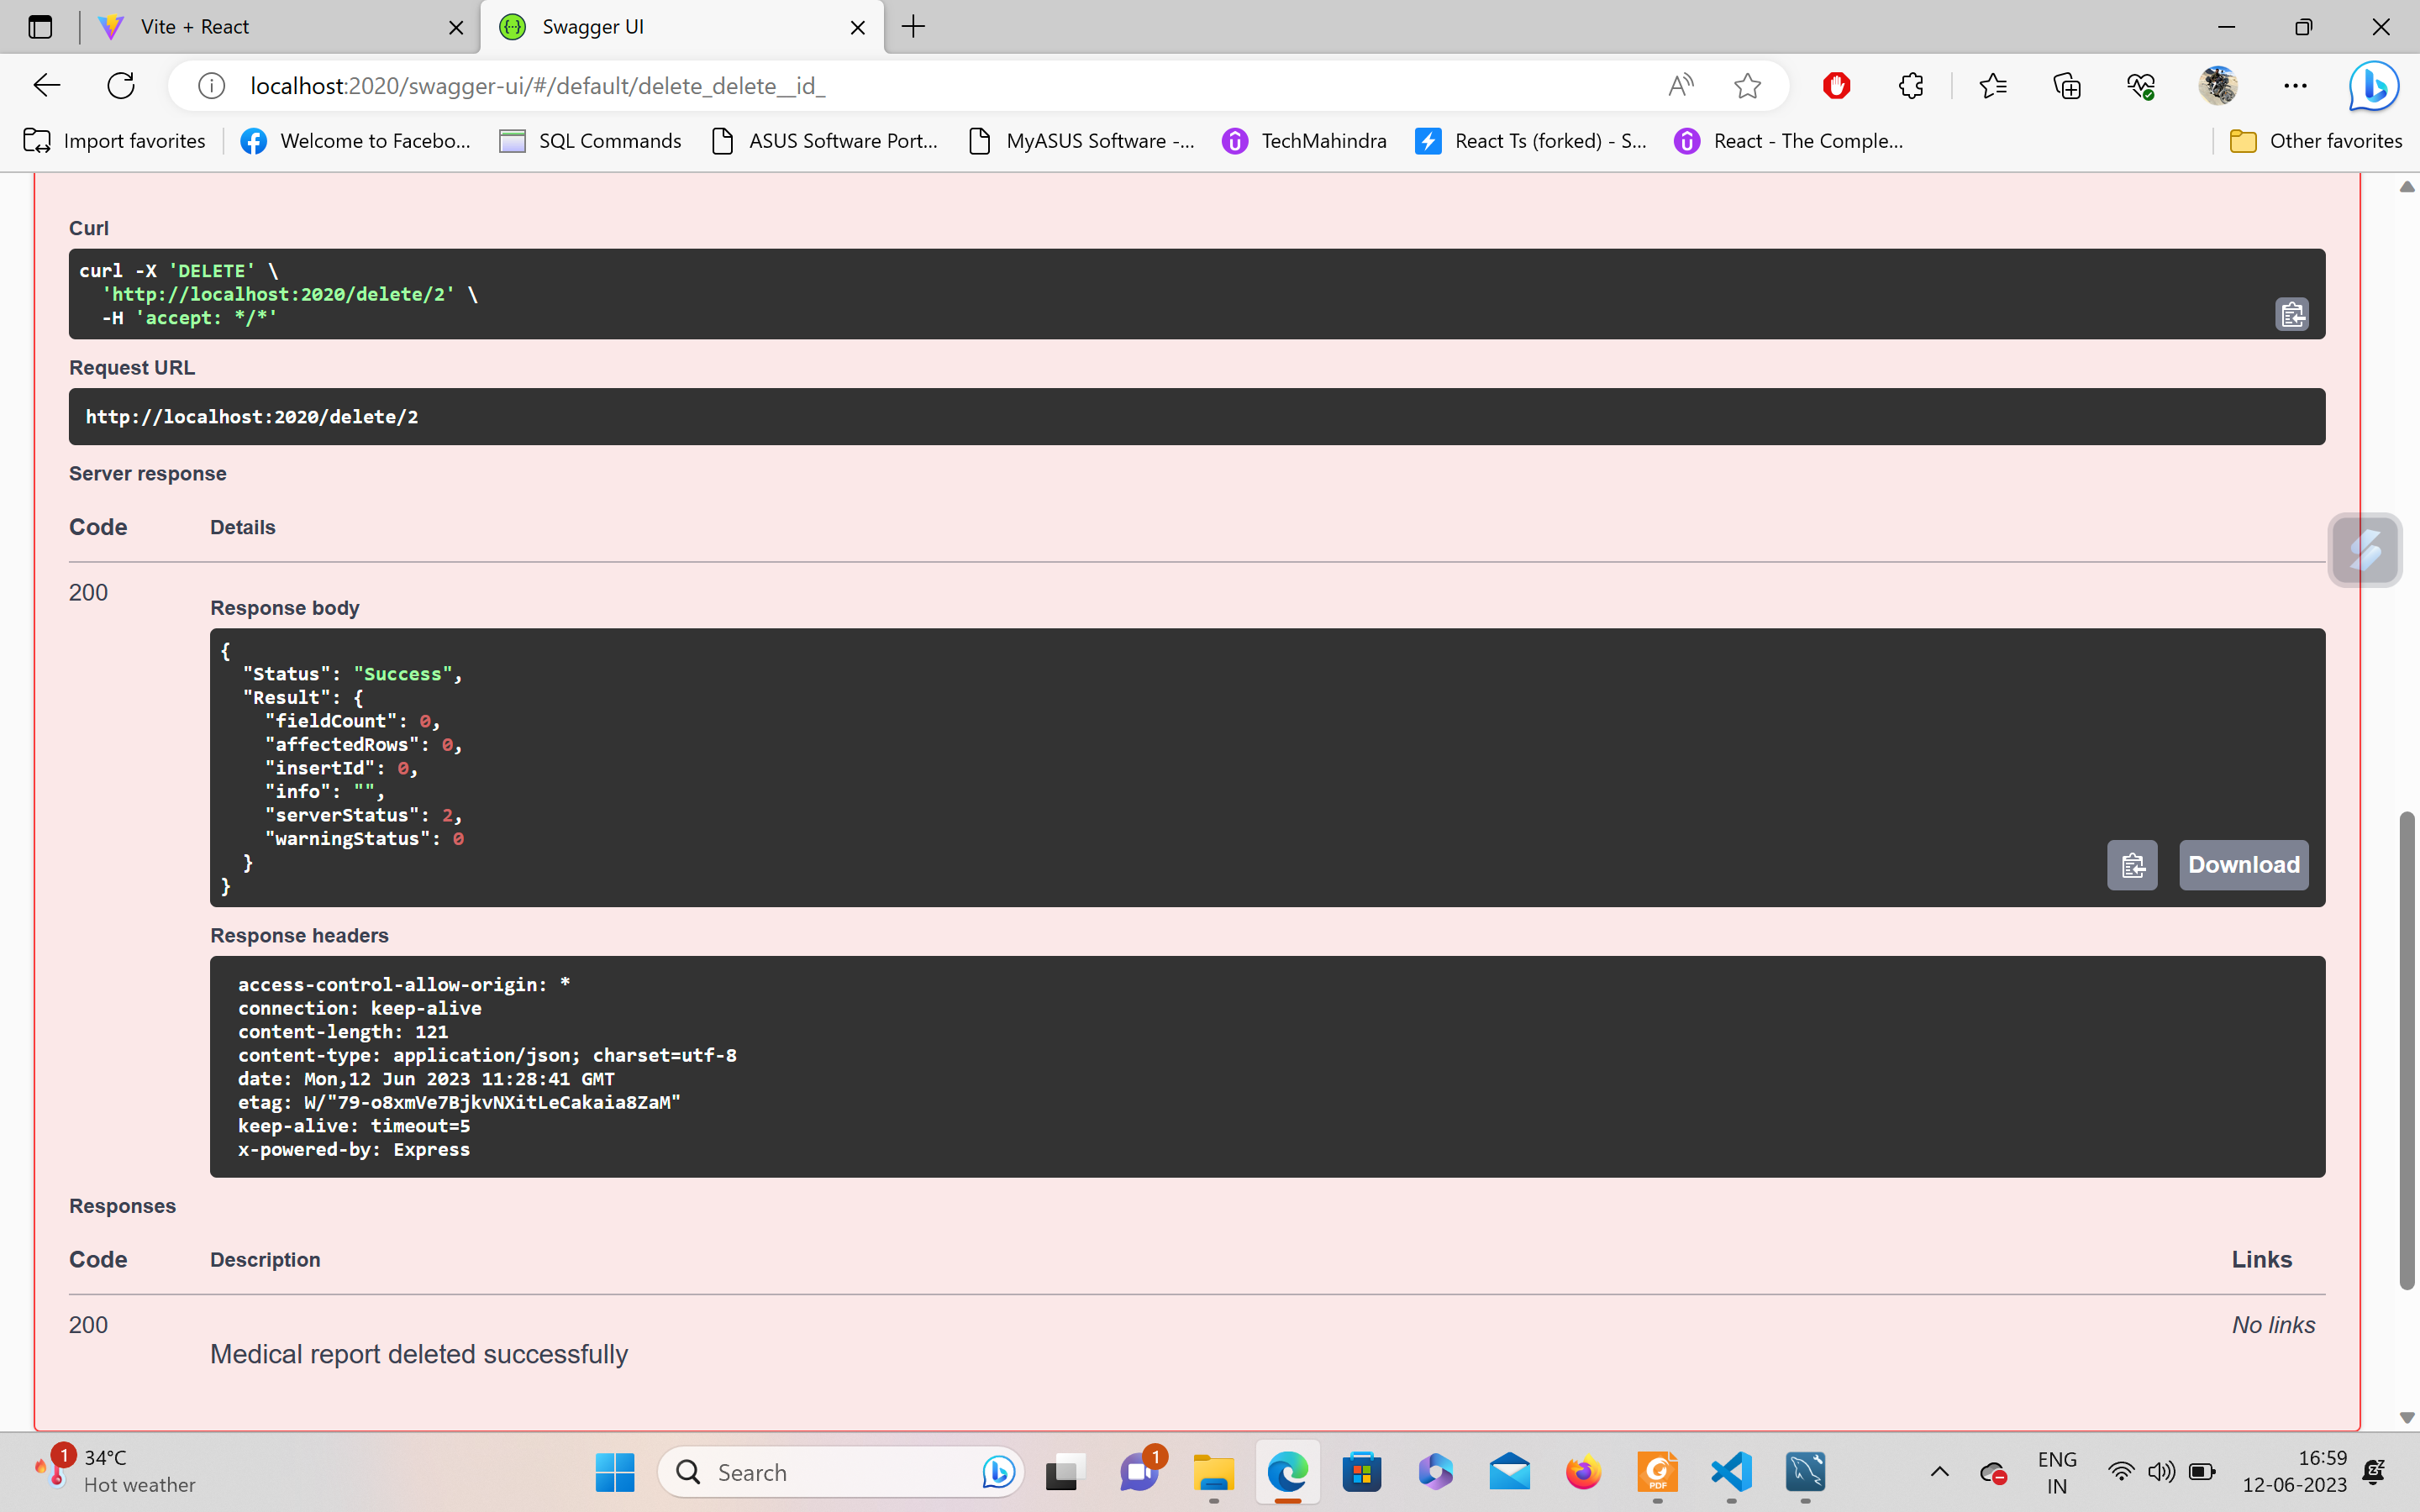 Vite + React
Swagger UI
localhost:2020/swagger-ui/#/default/delete_delete__id_
Import favorites
Welcome to Facebo...
SQL Commands
ASUS Software Port...
MyASUS Software -...
TechMahindra
React Ts (forked) - S...
React - The Comple...
Other favorites
Curl
curl -X 'DELETE' \
'http://localhost:2020/delete/2' \
-H 'accept: */*'
Request URL
http://localhost:2020/delete/2
Server response
Code Details
200
Response body
{
"Status": "Success",
"Result": {
"fieldCount": 0,
"affectedRows": 0,
"insertId": 0,
"info": "",
"serverStatus": 2,
"warningStatus": 0
}
}
Download
Response headers
access-control-allow-origin: *
connection: keep-alive
content-length: 121
content-type: application/json; charset=utf-8
date: Mon,12 Jun 2023 11:28:41 GMT
etag: W/"79-o8xmVe7BjkvNXitLeCakaia8ZaM"
keep-alive: timeout=5
x-powered-by: Express
Responses
Code Description Links
200 No links
Medical report deleted successfully
1
34°C
Hot weather
Search
1
PDF
ENG
IN
16:59
12-06-2023